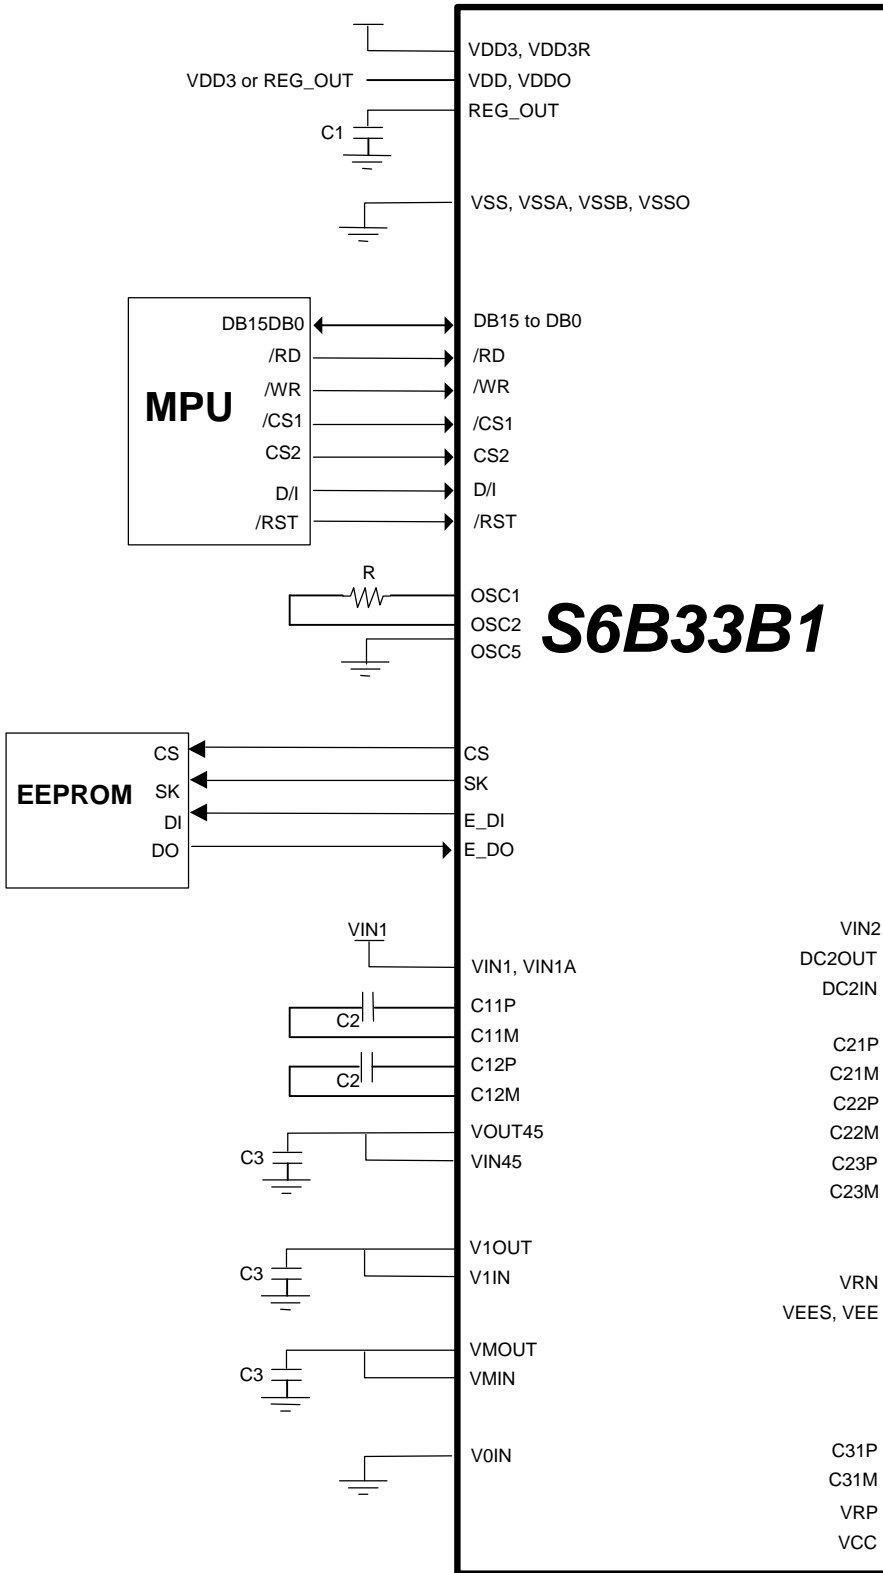 VDD3, VDD3R
VDD3 or REG_OUT VDD, VDDO
REG_OUT
C1
VSS, VSSA, VSSB, VSSO
MPU
DB15DB0 DB15 to DB0
/RD /RD
/WR /WR
/CS1 /CS1
CS2 CS2
D/I D/I
/RST /RST
R
OSC1
OSC2
OSC5
S6B33B1
EEPROM
CS CS
SK SK
DI E_DI
DO E_DO
VIN1
VIN1, VIN1A
C11P
C2
C11M
C12P
C2
C12M
VOUT45
C3
VIN45
V1OUT
C3
V1IN
VMOUT
C3
VMIN
V0IN
VIN2
DC2OUT
DC2IN
C21P
C21M
C22P
C22M
C23P
C23M
VRN
VEES, VEE
C31P
C31M
VRP
VCC